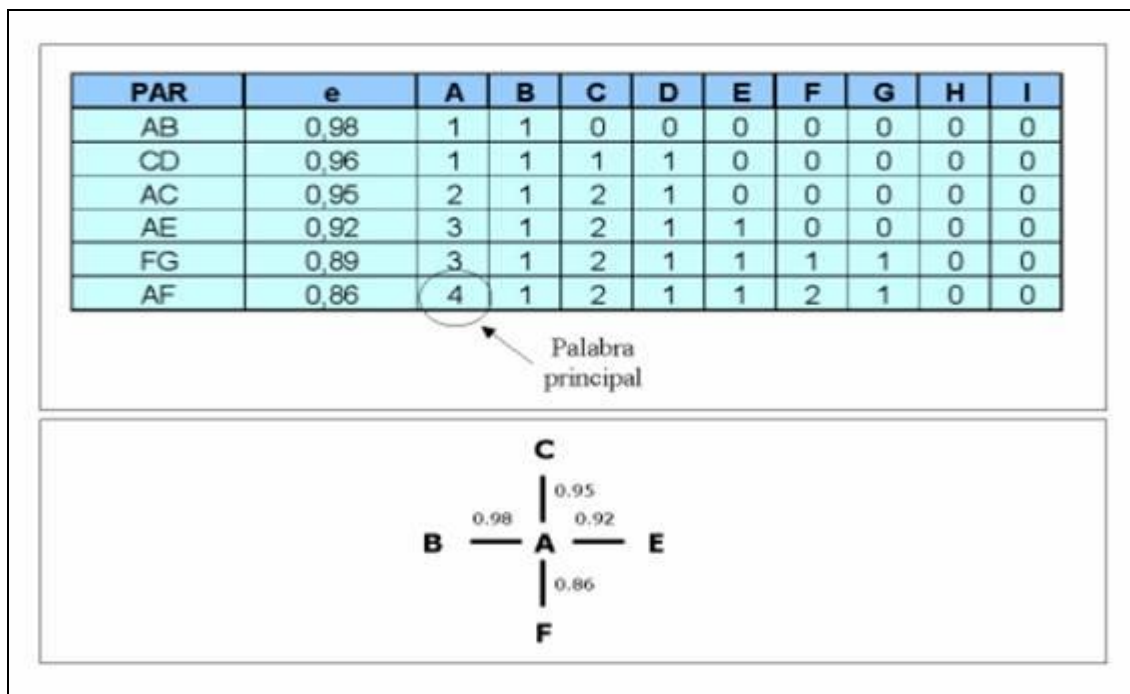 PAR e A B C D E F G H I
AB 0,98 1 1 0 0 0 0 0 0 0
CD 0,96 1 1 1 1 0 0 0 0 0
AC 0,95 2 1 2 1 0 0 0 0 0
AE 0,92 3 1 2 1 1 0 0 0 0
FG 0,89 3 1 2 1 1 1 1 0 0
AF 0,86 4 1 2 1 1 2 1 0 0
Palabra
principal
C
0.95
0.98 0.92
B A E
0.86
F